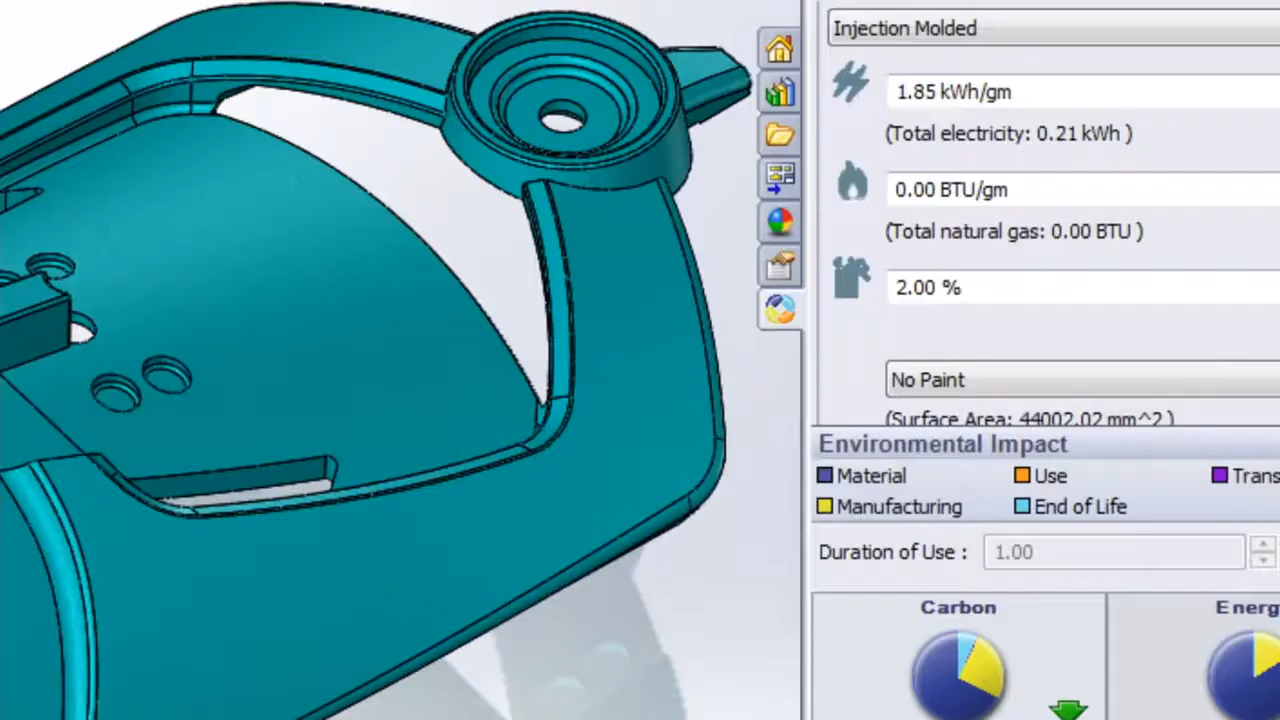 Injection Molded
1.85 kWh/gm
(Total electricity: 0.21 kWh )
0.00 BTU/gm
(Total natural gas: 0.00 BTU )
2.00 %
No Paint
(Surface Area: 44002.02 mm^2 )
Environmental Impact
Material Use Trans
Manufacturing End of Life
Duration of Use : 1.00
Carbon Energ